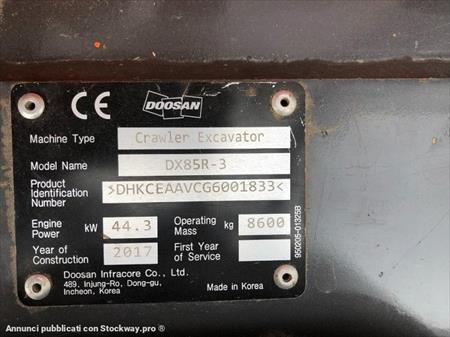 CE
DOOSAN
Machine Type Crawler Excavator
Model Name DX85R-3
Product Identification Number >DHKCEAAVCG6001833<
Engine Power kW 44.3 Operating Mass kg 8600
Year of Construction 2017 First Year of Service
Doosan Infracore Co., Ltd.
489, Injung-Ro, Dong-gu,
Incheon, Korea
Made in Korea
950205-01325B
Annunci pubblicati con Stockway.pro ®